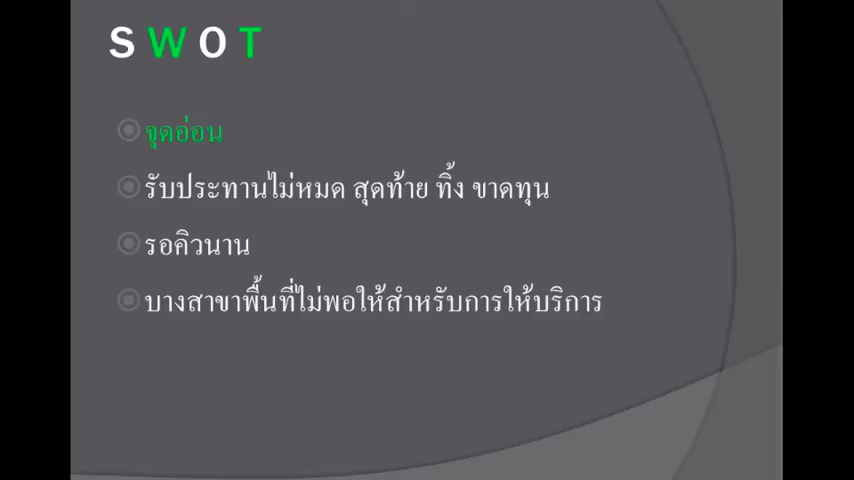 S W O T
จุดอ่อน
รับประทานไม่หมด สุดท้าย ทิ้ง ขาดทุน
รอคิวนาน
บางสาขาพื้นที่ไม่พอให้สำหรับการให้บริการ